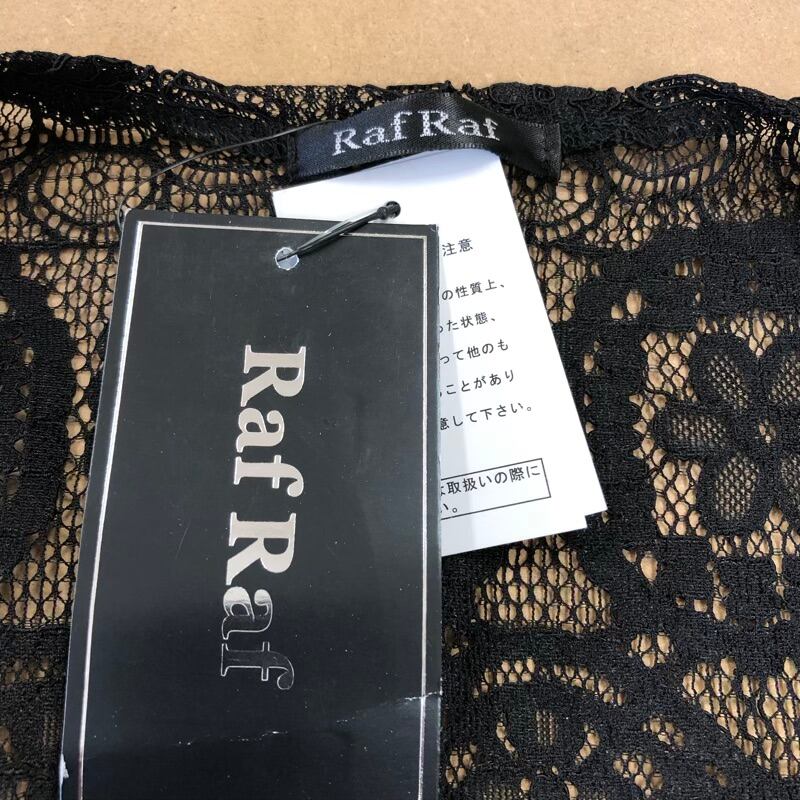 Raf Raf
注意
の性質上、
った状態、
って他のも
ことがあり
意して下さい。
な取扱いの際に
い。
Raf Raf